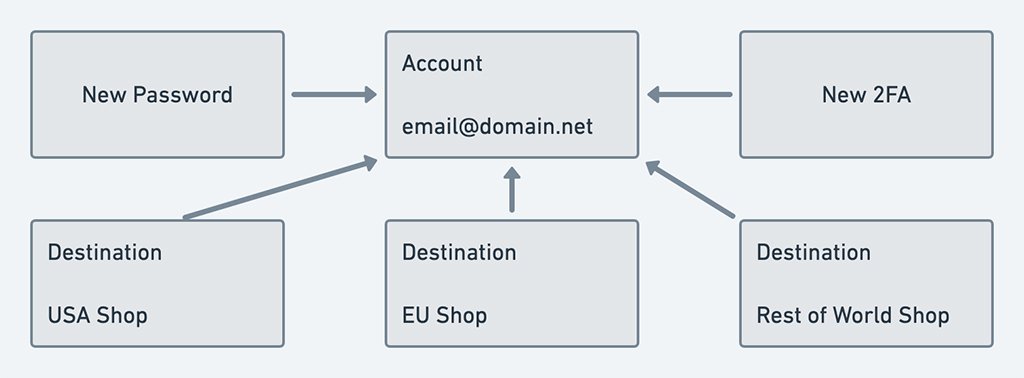 New Password
Account
email@domain.net
New 2FA
Destination
USA Shop
Destination
EU Shop
Destination
Rest of World Shop